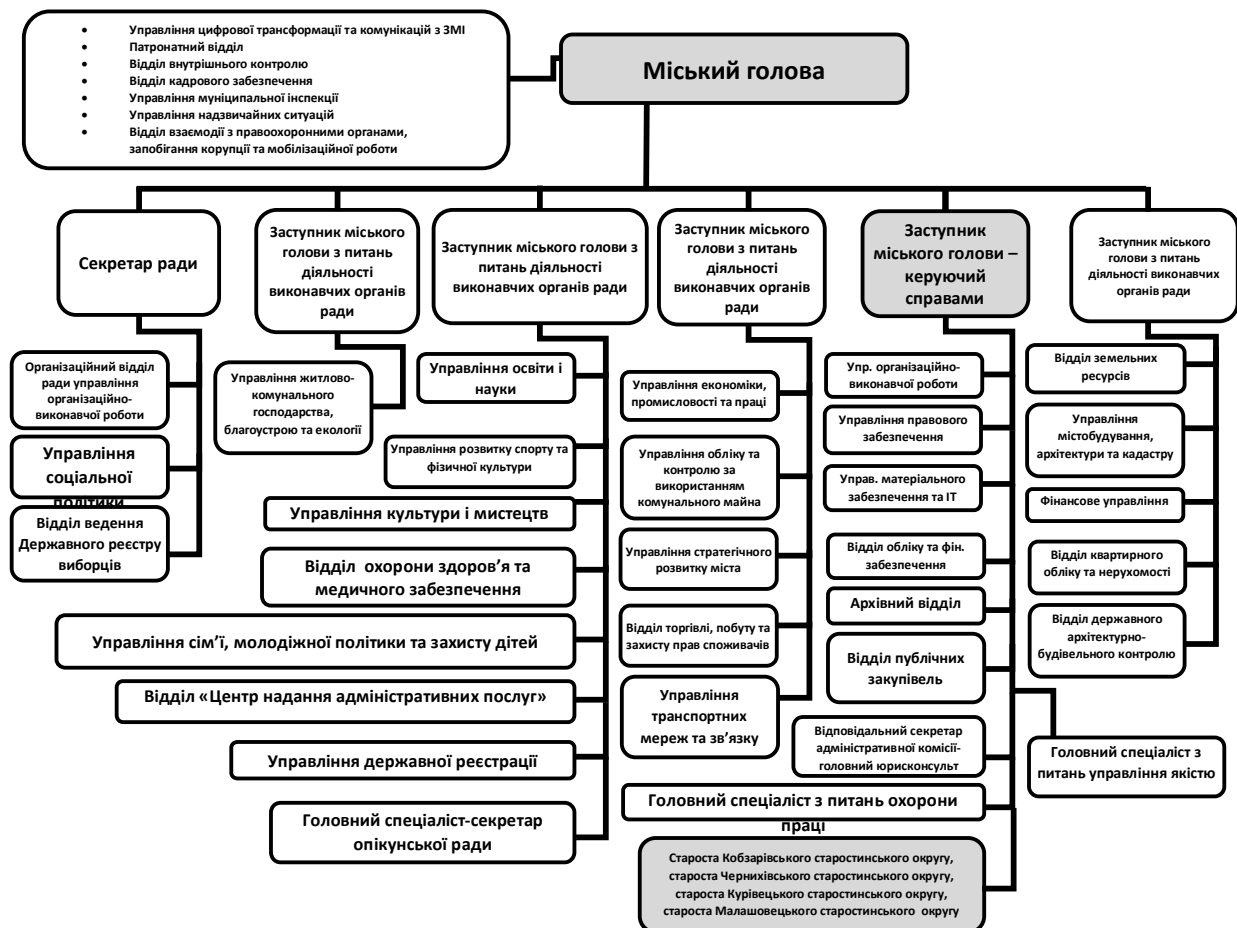 Управління цифрової трансформації та комунікацій з ЗМІ
Патронатний відділ
Відділ внутрішнього контролю
Відділ кадрового забезпечення
Управління муніципальної інспекції
Управління надзвичайних ситуацій
Відділ взаємодії з правоохоронними органами,
запобігання корупції та мобілізаційної роботи
Міський голова
Секретар ради
Організаційний відділ
ради управління
організаційно-
виконавчої роботи
Управління
соціальної
політики
Відділ ведення
Державного реєстру
виборців
Заступник міського
голови з питань
діяльності
виконавчих органів
ради
Управління житлово-
комунального
господарства,
благоустрою та екології
Заступник міського голови з
питань діяльності
виконавчих органів ради
Управління освіти і
науки
Управління розвитку спорту та
фізичної культури
Управління культури і мистецтв
Відділ охорони здоров’я та
медичного забезпечення
Управління сім’ї, молодіжної політики та захисту дітей
Відділ «Центр надання адміністративних послуг»
Управління державної реєстрації
Головний спеціаліст-секретар
опікунської ради
Заступник міського
голови з питань
діяльності
виконавчих органів
ради
Управління економіки,
промисловості та праці
Управління обліку та
контролю за
використанням
комунального майна
Управління стратегічного
розвитку міста
Відділ торгівлі, побуту та
захисту прав споживачів
Управління
транспортних
мереж та зв’язку
Заступник
міського голови –
керуючий
справами
Упр. організаційно-
виконавчої роботи
Управління правового
забезпечення
Управ. матеріального
забезпечення та ІТ
Відділ обліку та фін.
забезпечення
Архівний відділ
Відділ публічних
закупівель
Відповідальний секретар
адміністративної комісії-
головний юрисконсульт
Головний спеціаліст з питань охорони
праці
Староста Кобзарівського старостинського округу,
староста Чернихівського старостинського округу,
староста Курівецького старостинського округу,
староста Малашовецького старостинського округу
Головний спеціаліст з
питань управління якістю
Заступник міського
голови з питань
діяльності виконавчих
органів ради
Відділ земельних
ресурсів
Управління
містобудування,
архітектури та кадастру
Фінансове управління
Відділ квартирного
обліку та нерухомості
Відділ державного
архітектурно-
будівельного контролю